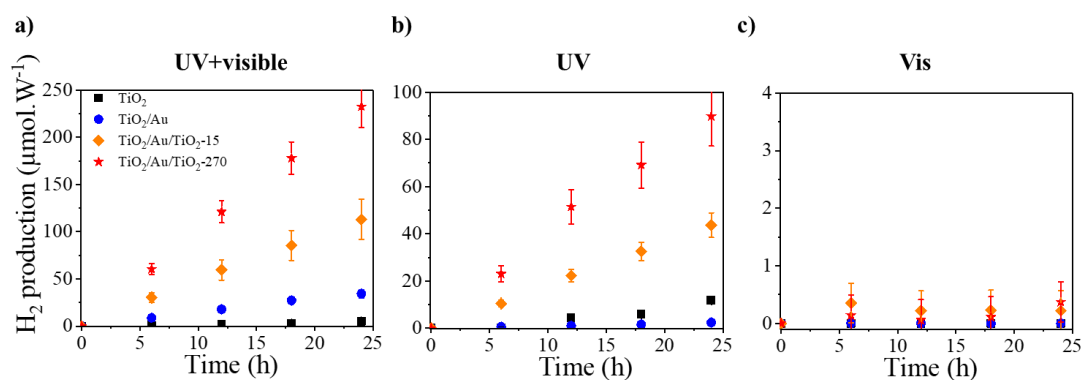 a)
UV+visible
H₂ production (µmol.W⁻¹)
250
200
150
100
50
0
TiO₂
TiO₂/Au
TiO₂/Au/TiO₂-15
TiO₂/Au/TiO₂-270
0 5 10 15 20 25
Time (h)
b)
UV
100
80
60
40
20
0
0 5 10 15 20 25
Time (h)
c)
Vis
4
3
2
1
0
0 5 10 15 20 25
Time (h)